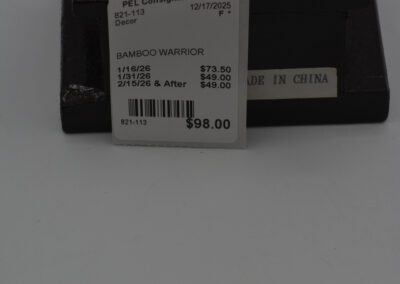 PEL Consign
821-113 12/17/2025
Decor F *
BAMBOO WARRIOR
1/16/26 $73.50
1/31/26 $49.00
2/15/26 & After $49.00
821-113 $98.00
MADE IN CHINA